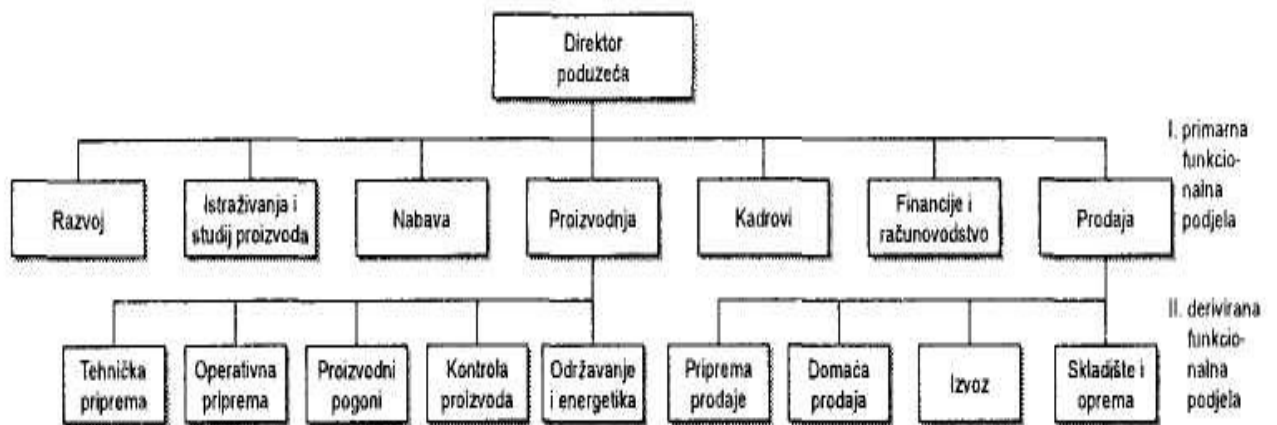 Direktor
poduzeća
I. primarna
funkcio-
nalna
podjela
Razvoj
Istraživanja i
studij proizvoda
Nabava
Proizvodnja
Kadrovi
Financije i
računovodstvo
Prodaja
II. derivirana
funkcio-
nalna
podjela
Tehnička
priprema
Operativna
priprema
Proizvodni
pogoni
Kontrola
proizvoda
Održavanje
i energetika
Priprema
prodaje
Domaća
prodaja
Izvoz
Skladište i
oprema